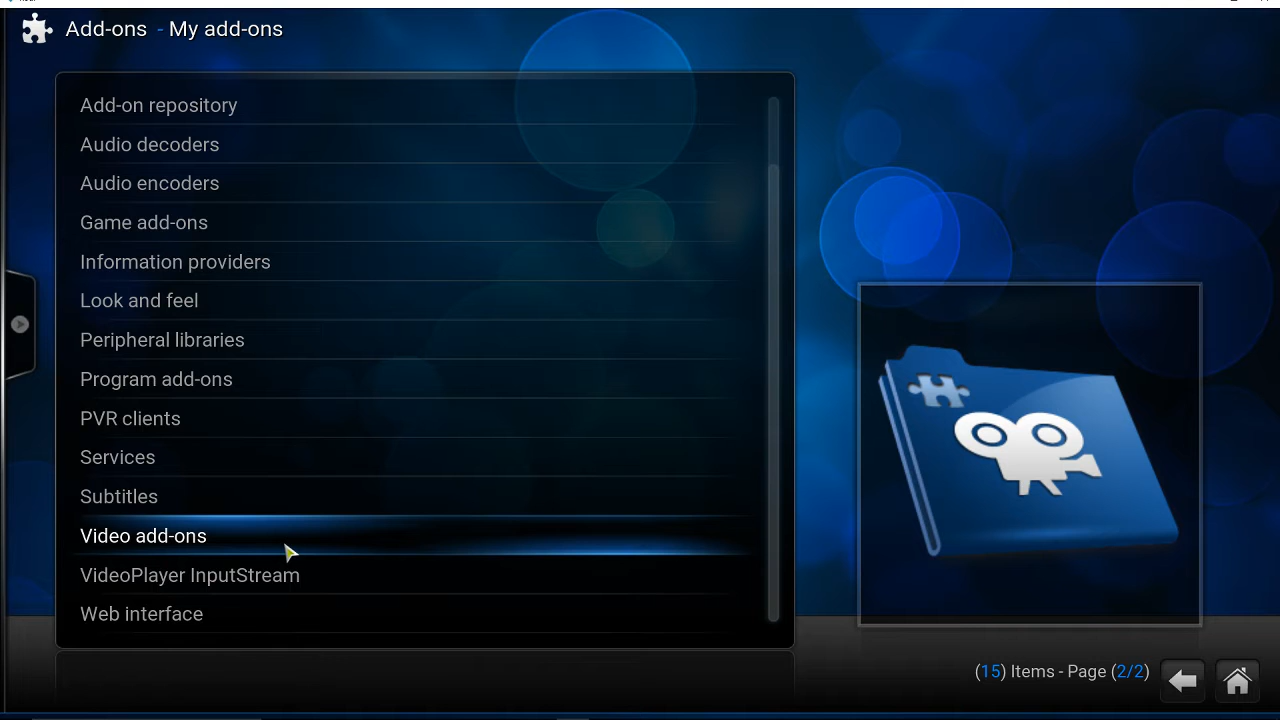 Add-ons - My add-ons
Add-on repository
Audio decoders
Audio encoders
Game add-ons
Information providers
Look and feel
Peripheral libraries
Program add-ons
PVR clients
Services
Subtitles
Video add-ons
VideoPlayer InputStream
Web interface
(15) Items - Page (2/2)